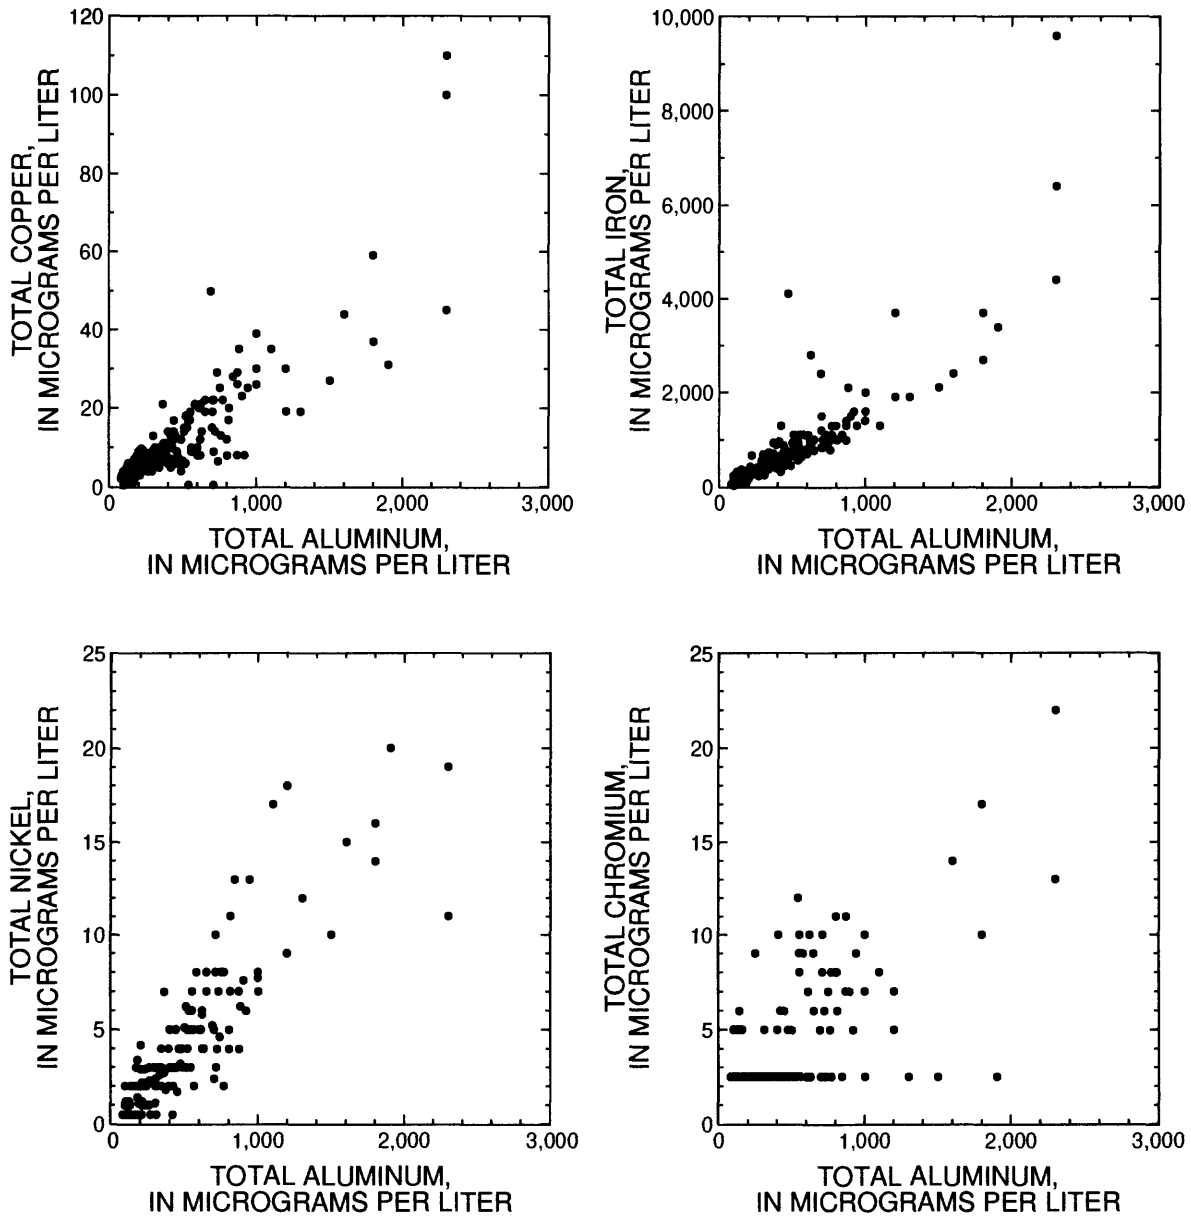 TOTAL COPPER,
IN MICROGRAMS PER LITER
120
100
80
60
40
20
0
0 1,000 2,000 3,000
TOTAL ALUMINUM,
IN MICROGRAMS PER LITER
TOTAL IRON,
IN MICROGRAMS PER LITER
10,000
8,000
6,000
4,000
2,000
0
0 1,000 2,000 3,000
TOTAL ALUMINUM,
IN MICROGRAMS PER LITER
TOTAL NICKEL,
IN MICROGRAMS PER LITER
25
20
15
10
5
0
0 1,000 2,000 3,000
TOTAL ALUMINUM,
IN MICROGRAMS PER LITER
TOTAL CHROMIUM,
IN MICROGRAMS PER LITER
25
20
15
10
5
0
0 1,000 2,000 3,000
TOTAL ALUMINUM,
IN MICROGRAMS PER LITER